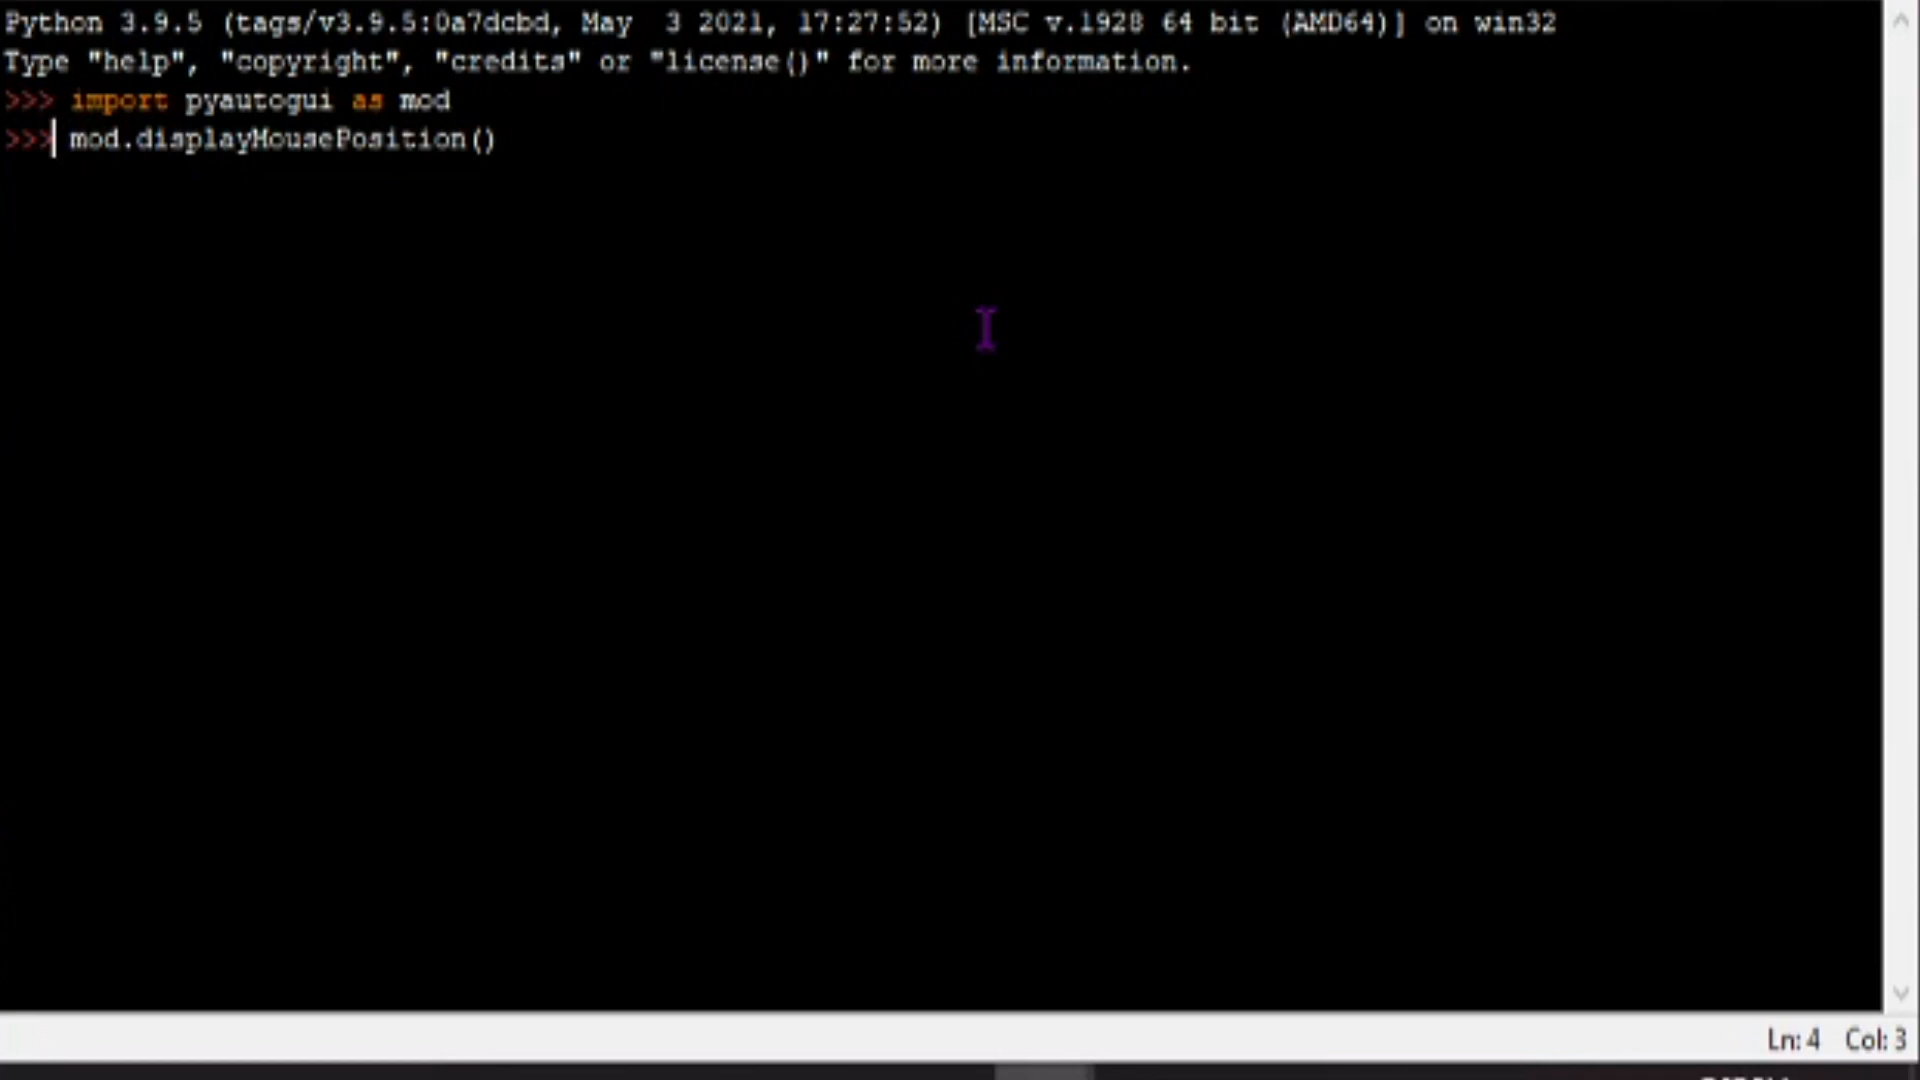 Python 3.9.5 (tags/v3.9.5:0a7dcbd, May  3 2021, 17:27:52) [MSC v.1928 64 bit (AMD64)] on win32
Type "help", "copyright", "credits" or "license()" for more information.
>>> import pyautogui as mod
>>> mod.displayMousePosition()
Ln: 4 Col: 3